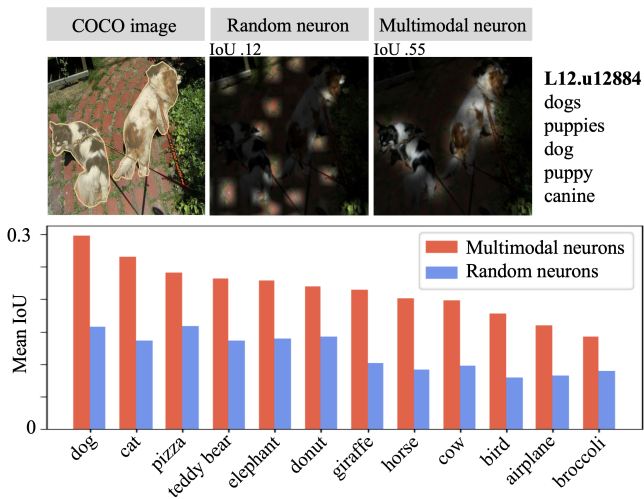 COCO image
Random neuron
Multimodal neuron
IoU .12
IoU .55
L12.u12884
dogs
puppies
dog
puppy
canine
0.3
Mean IoU
0
Multimodal neurons
Random neurons
dog
cat
pizza
teddy bear
elephant
donut
giraffe
horse
cow
bird
airplane
broccoli